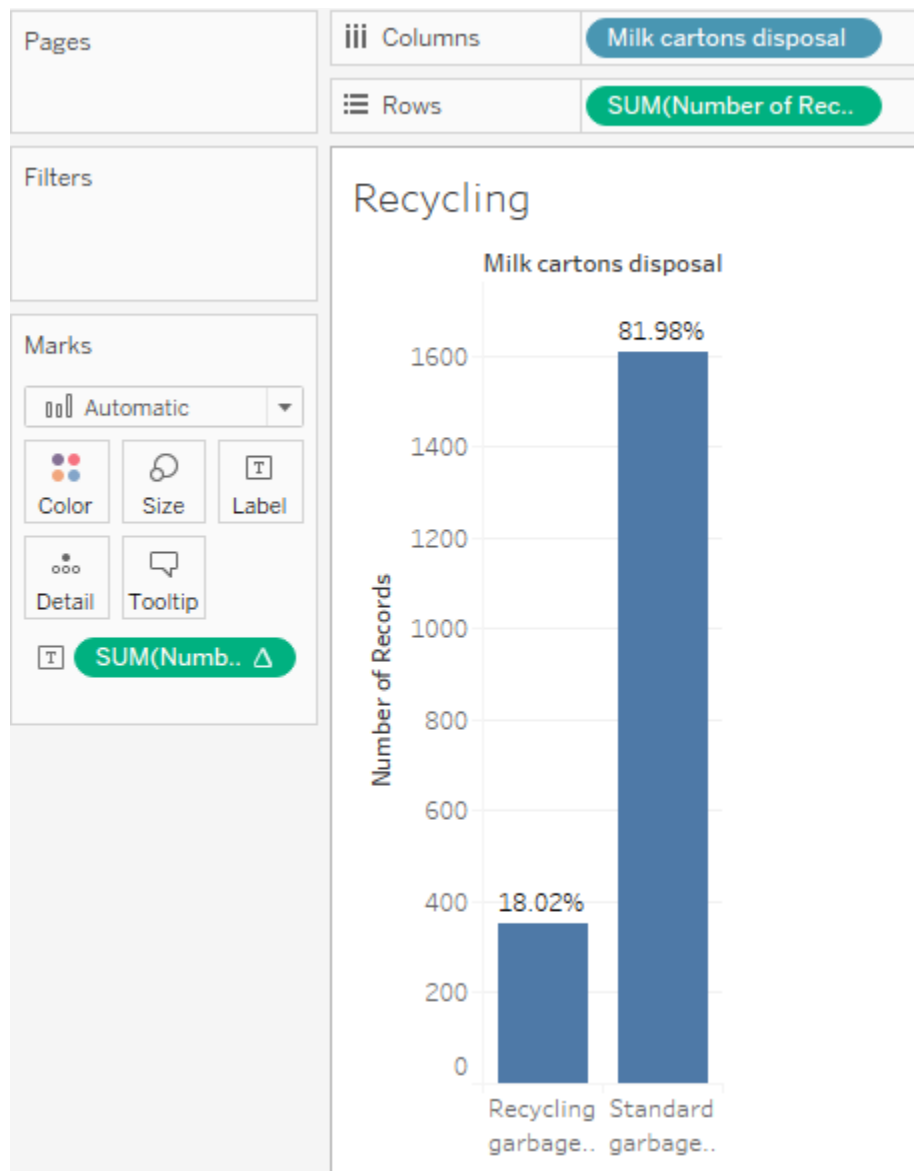 Pages
Columns
Milk cartons disposal
Rows
SUM(Number of Rec..
Filters
Marks
Automatic
Color
Size
T
Label
Detail
Tooltip
T
SUM(Numb.. Δ
Recycling
Milk cartons disposal
81.98%
1600
1400
1200
1000
800
600
400
200
0
18.02%
Number of Records
Recycling
garbage..
Standard
garbage..